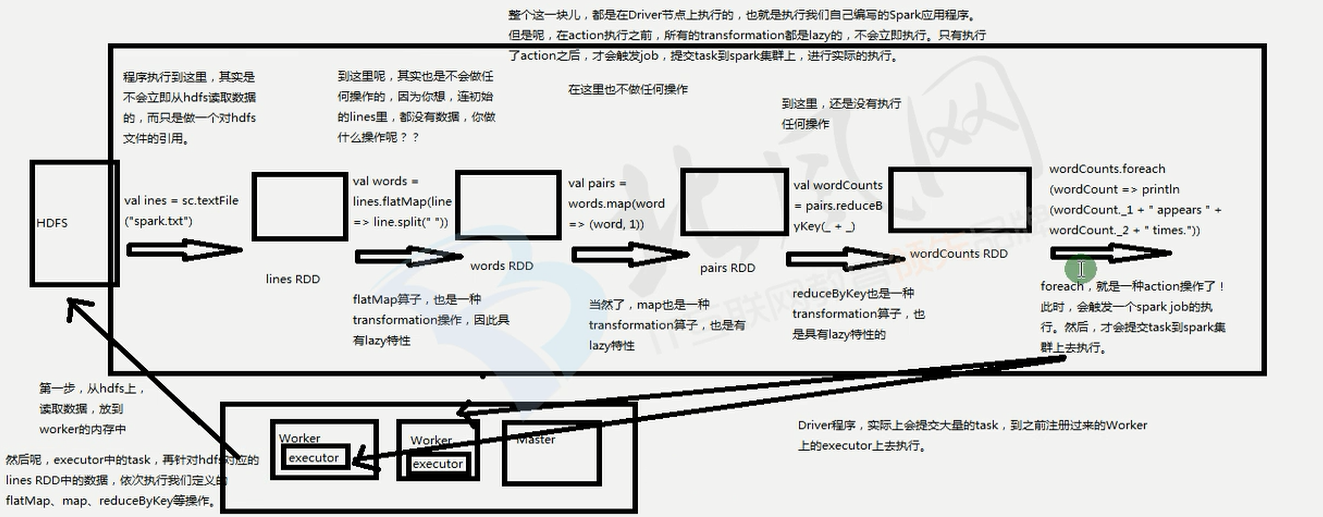 整个这一块儿，都是在Driver节点上执行的，也就是执行我们自己编写的Spark应用程序。
但是呢，在action执行之前，所有的transformation都是lazy的，不会立即执行。只有执行
了action之后，才会触发job，提交task到spark集群上，进行实际的执行。
程序执行到这里，其实是
不会立即从hdfs读取数据
的，而只是做一个对hdfs
文件的引用。
到这里呢，其实也是不会做任
何操作的，因为你想，连初始
的lines里，都没有数据，你做
什么操作呢？？
在这里也不做任何操作
到这里，还是没有执行
任何操作
HDFS
val ines = sc.textFile
("spark.txt")
lines RDD
val words =
lines.flatMap(line
=> line.split(" "))
words RDD
val pairs =
words.map(word
=> (word, 1))
pairs RDD
val wordCounts
= pairs.reduceB
yKey(_ + _)
wordCounts RDD
wordCounts.foreach
(wordCount => println
(wordCount._1 + " appears " +
wordCount._2 + " times."))
flatMap算子，也是一种
transformation操作，因此具
有lazy特性
当然了，map也是一种
transformation算子，也是有
lazy特性
reduceByKey也是一种
transformation算子，也
是具有lazy特性的
foreach，就是一种action操作了！
此时，会触发一个spark job的执
行。然后，才会提交task到spark集
群上去执行。
第一步，从hdfs上，
读取数据，放到
worker的内存中
然后呢，executor中的task，再针对hdfs对应的
lines RDD中的数据，依次执行我们定义的
flatMap、map、reduceByKey等操作。
Worker
executor
Worker
executor
Master
Driver程序，实际上会提交大量的task，到之前注册过来的Worker
上的executor上去执行。
北风网
IT互联网教育领先品牌